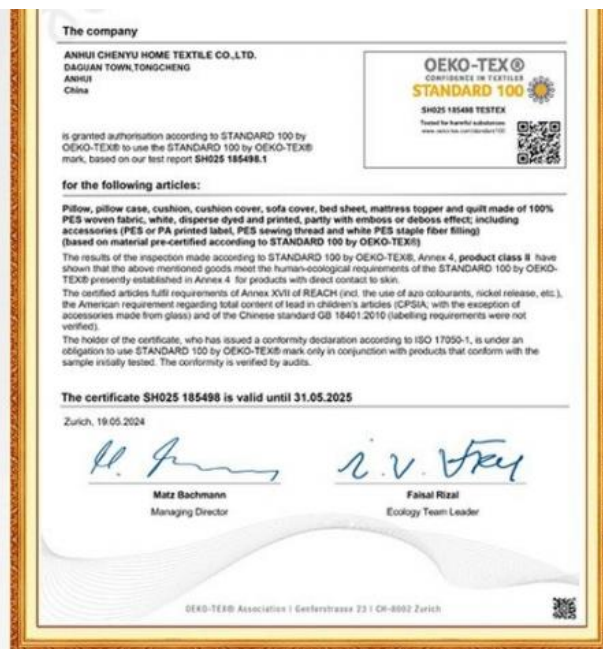 The company
ANHUI CHENYU HOME TEXTILE CO.,LTD.
DAGUAN TOWN,TONGCHENG
ANHUI
China
OEKO-TEX®
CONFIDENCE IN TEXTILES
STANDARD 100
SH025 185498 TESTEX
Tested for harmful substances
www.oeko-tex.com/standard100
is granted authorisation according to STANDARD 100 by
OEKO-TEX® to use the STANDARD 100 by OEKO-TEX®
mark, based on our test report SH025 185498.1
for the following articles:
Pillow, pillow case, cushion, cushion cover, sofa cover, bed sheet, mattress topper and quilt made of 100%
PES woven fabric, white, disperse dyed and printed, partly with emboss or deboss effect; including
accessories (PES or PA printed label, PES sewing thread and white PES staple fiber filling)
(based on material pre-certified according to STANDARD 100 by OEKO-TEX®)
The results of the inspection made according to STANDARD 100 by OEKO-TEX®, Annex 4, product class II have
shown that the above mentioned goods meet the human-ecological requirements of the STANDARD 100 by OEKO-
TEX® presently established in Annex 4 for products with direct contact to skin.
The certified articles fulfil requirements of Annex XVII of REACH (incl. the use of azo colourants, nickel release, etc.),
the American requirement regarding total content of lead in children's articles (CPSIA; with the exception of
accessories made from glass) and of the Chinese standard GB 18401:2010 (labelling requirements were not
verified).
The holder of the certificate, who has issued a conformity declaration according to ISO 17050-1, is under an
obligation to use STANDARD 100 by OEKO-TEX® mark only in conjunction with products that conform with the
sample initially tested. The conformity is verified by audits.
The certificate SH025 185498 is valid until 31.05.2025
Zurich, 19.05.2024
Matz Bachmann
Managing Director
Faisal Rizal
Ecology Team Leader
OEKO-TEX® Association | Genferstrasse 23 | CH-8002 Zurich